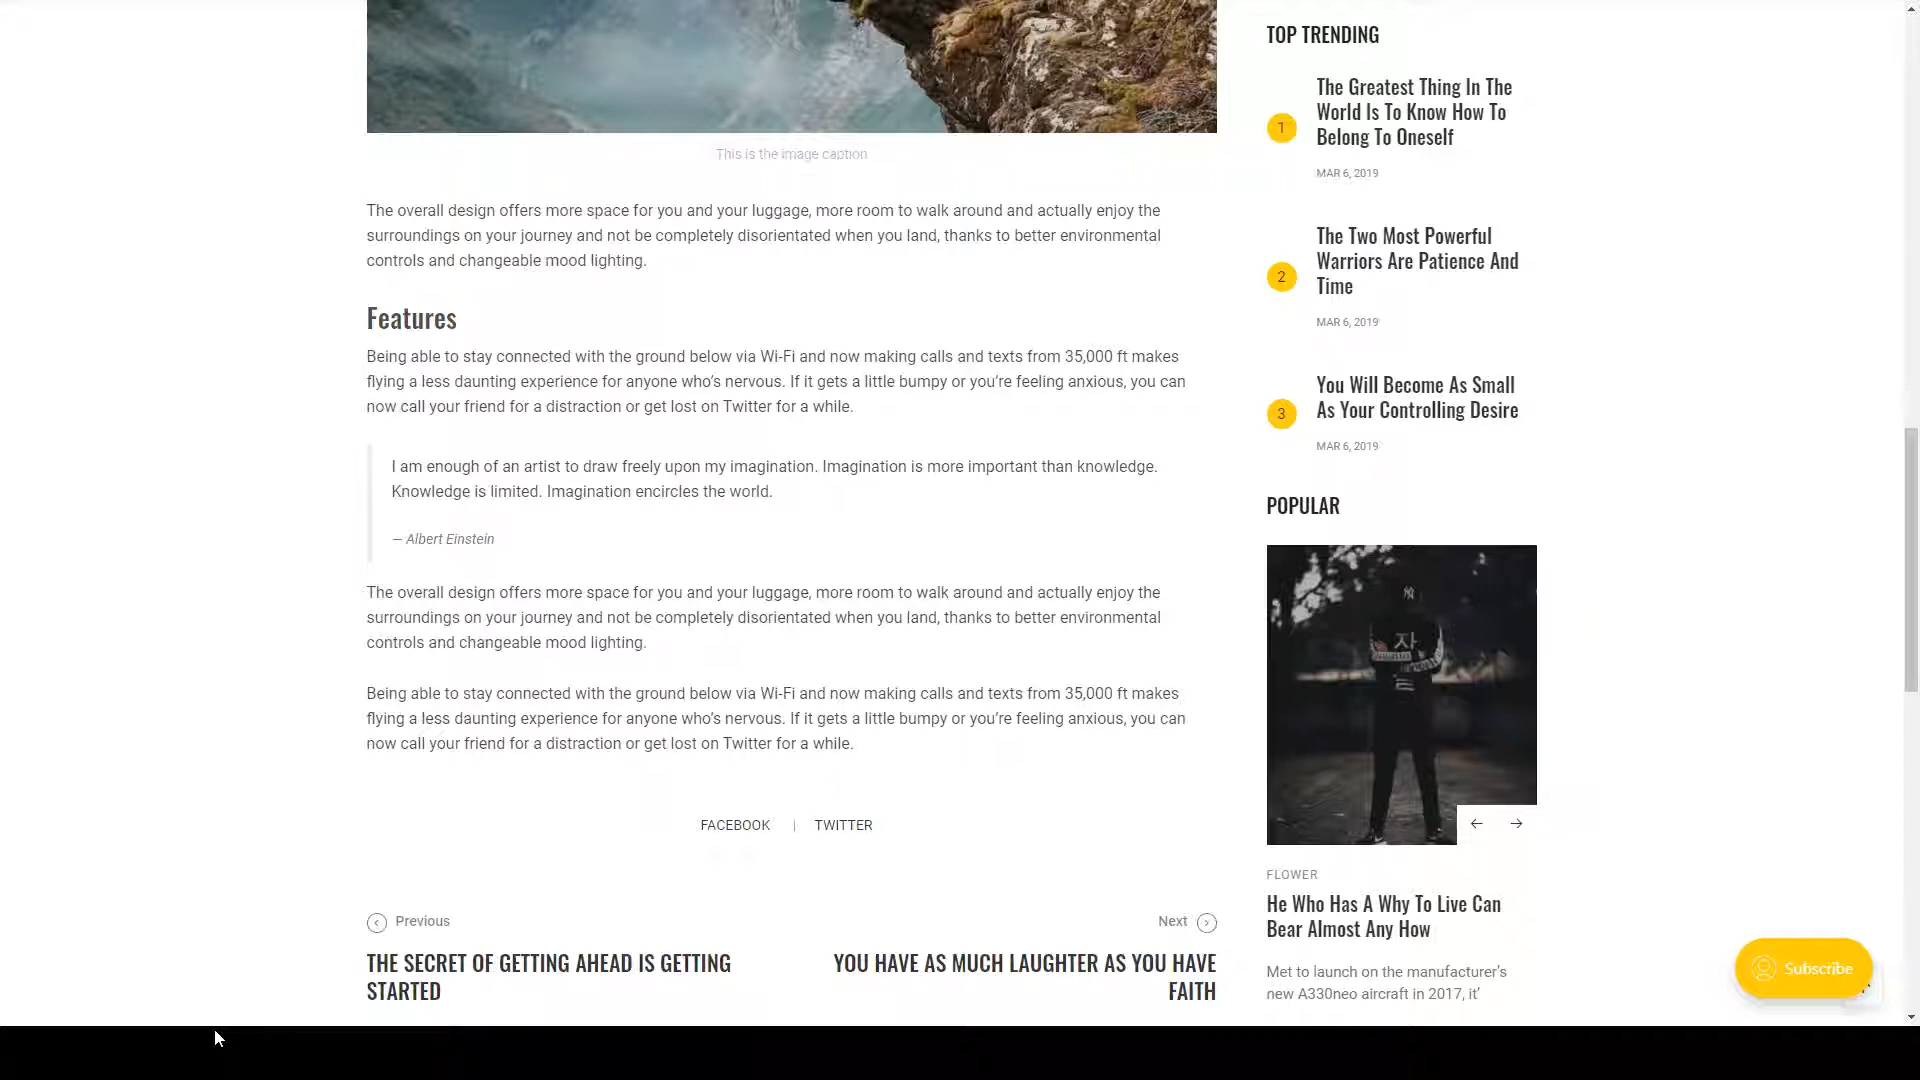 This is the image caption
The overall design offers more space for you and your luggage, more room to walk around and actually enjoy the
surroundings on your journey and not be completely disorientated when you land, thanks to better environmental
controls and changeable mood lighting.
Features
Being able to stay connected with the ground below via Wi-Fi and now making calls and texts from 35,000 ft makes
flying a less daunting experience for anyone who’s nervous. If it gets a little bumpy or you’re feeling anxious, you can
now call your friend for a distraction or get lost on Twitter for a while.
I am enough of an artist to draw freely upon my imagination. Imagination is more important than knowledge.
Knowledge is limited. Imagination encircles the world.
— Albert Einstein
The overall design offers more space for you and your luggage, more room to walk around and actually enjoy the
surroundings on your journey and not be completely disorientated when you land, thanks to better environmental
controls and changeable mood lighting.
Being able to stay connected with the ground below via Wi-Fi and now making calls and texts from 35,000 ft makes
flying a less daunting experience for anyone who’s nervous. If it gets a little bumpy or you’re feeling anxious, you can
now call your friend for a distraction or get lost on Twitter for a while.
FACEBOOK | TWITTER
Previous
THE SECRET OF GETTING AHEAD IS GETTING
STARTED
Next
YOU HAVE AS MUCH LAUGHTER AS YOU HAVE
FAITH
TOP TRENDING
1
The Greatest Thing In The
World Is To Know How To
Belong To Oneself
MAR 6, 2019
2
The Two Most Powerful
Warriors Are Patience And
Time
MAR 6, 2019
3
You Will Become As Small
As Your Controlling Desire
MAR 6, 2019
POPULAR
자
FLOWER
He Who Has A Why To Live Can
Bear Almost Any How
Met to launch on the manufacturer’s
new A330neo aircraft in 2017, it’
Subscribe